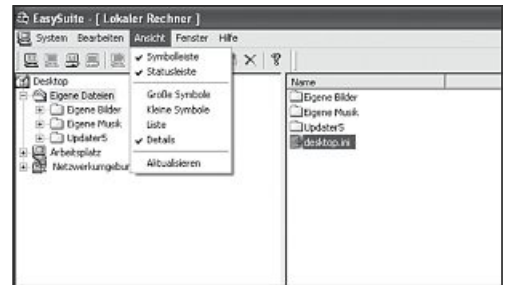 EasySuite - [ Lokaler Rechner ]
System Bearbeiten Ansicht Fenster Hilfe
Symbolleiste
Statusleiste
Große Symbole
Kleine Symbole
Liste
Details
Aktualisieren
Desktop
Eigene Dateien
Eigene Bilder
Eigene Musik
Updater5
Arbeitsplatz
Netzwerkumgebur
Name
Eigene Bilder
Eigene Musik
Updater5
desktop.ini